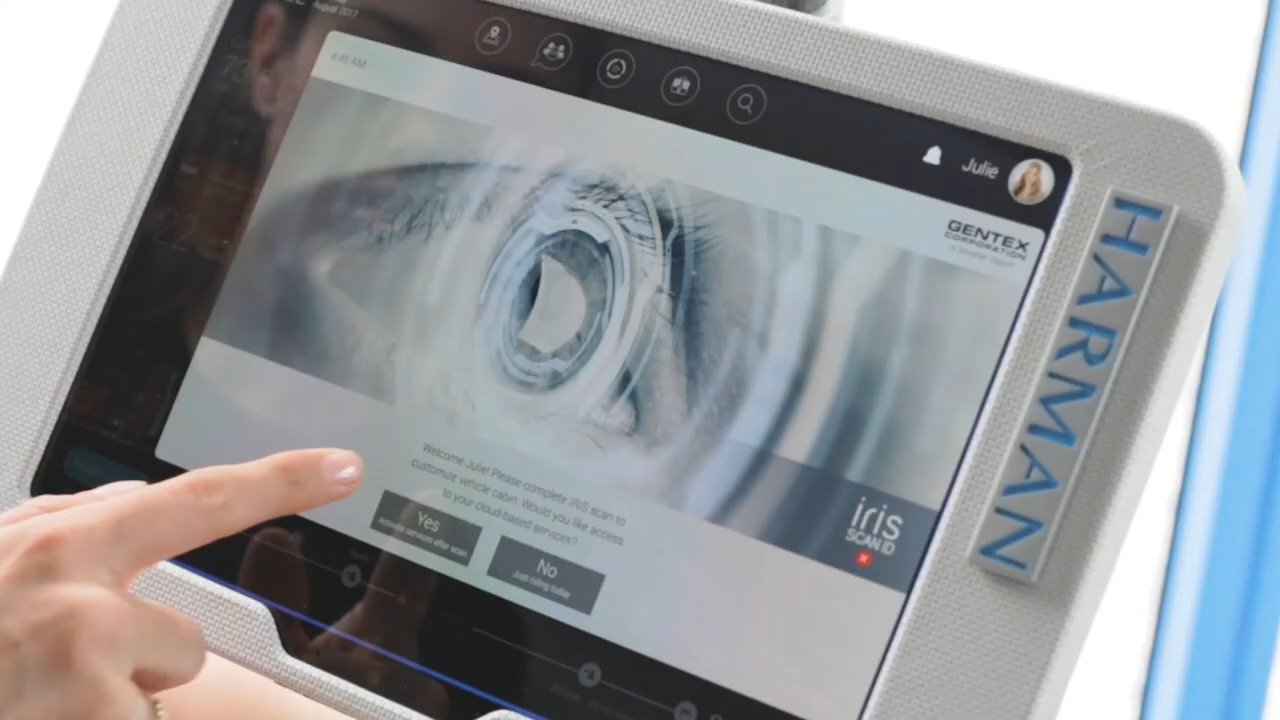 August 2017
4:45 AM
Julie
GENTEX
CORPORATION
HARMAN
Welcome Julie! Please complete IRIS scan to
customize vehicle cabin. Would you like access
to your cloud-based services?
Yes
Activate services after scan
No
Just riding today
iris
SCAN ID